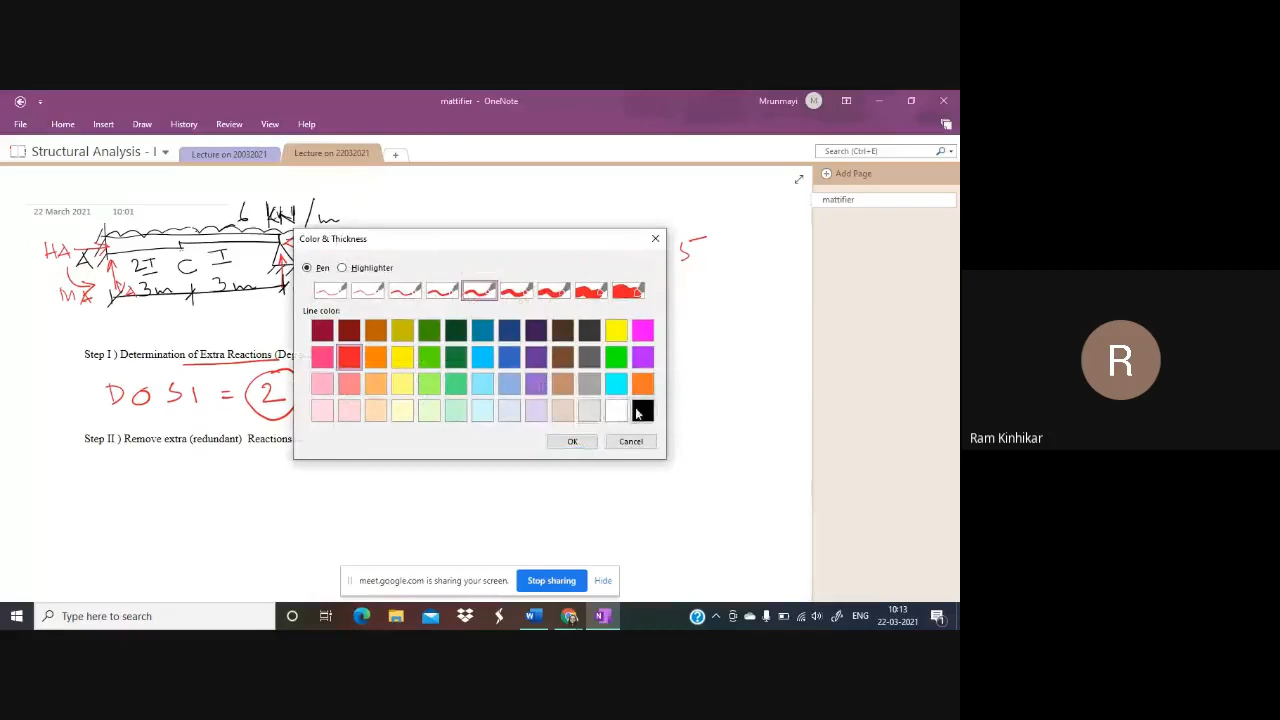 mattifier - OneNote
Mrunmayi M
File Home Insert Draw History Review View Help
Structural Analysis - I
Lecture on 20032021
Lecture on 22032021
Search (Ctrl+E)
Add Page
mattifier
22 March 2021 10:01
6 KN/m
HA
A 2I C I
MA VA 3m 3m
5
Step I ) Determination of Extra Reactions (De
D O S I = 2
Step II ) Remove extra (redundant) Reactions
Color & Thickness
Pen Highlighter
Line color:
OK Cancel
R
Ram Kinhikar
meet.google.com is sharing your screen.
Stop sharing
Hide
Type here to search
ENG
10:13
22-03-2021